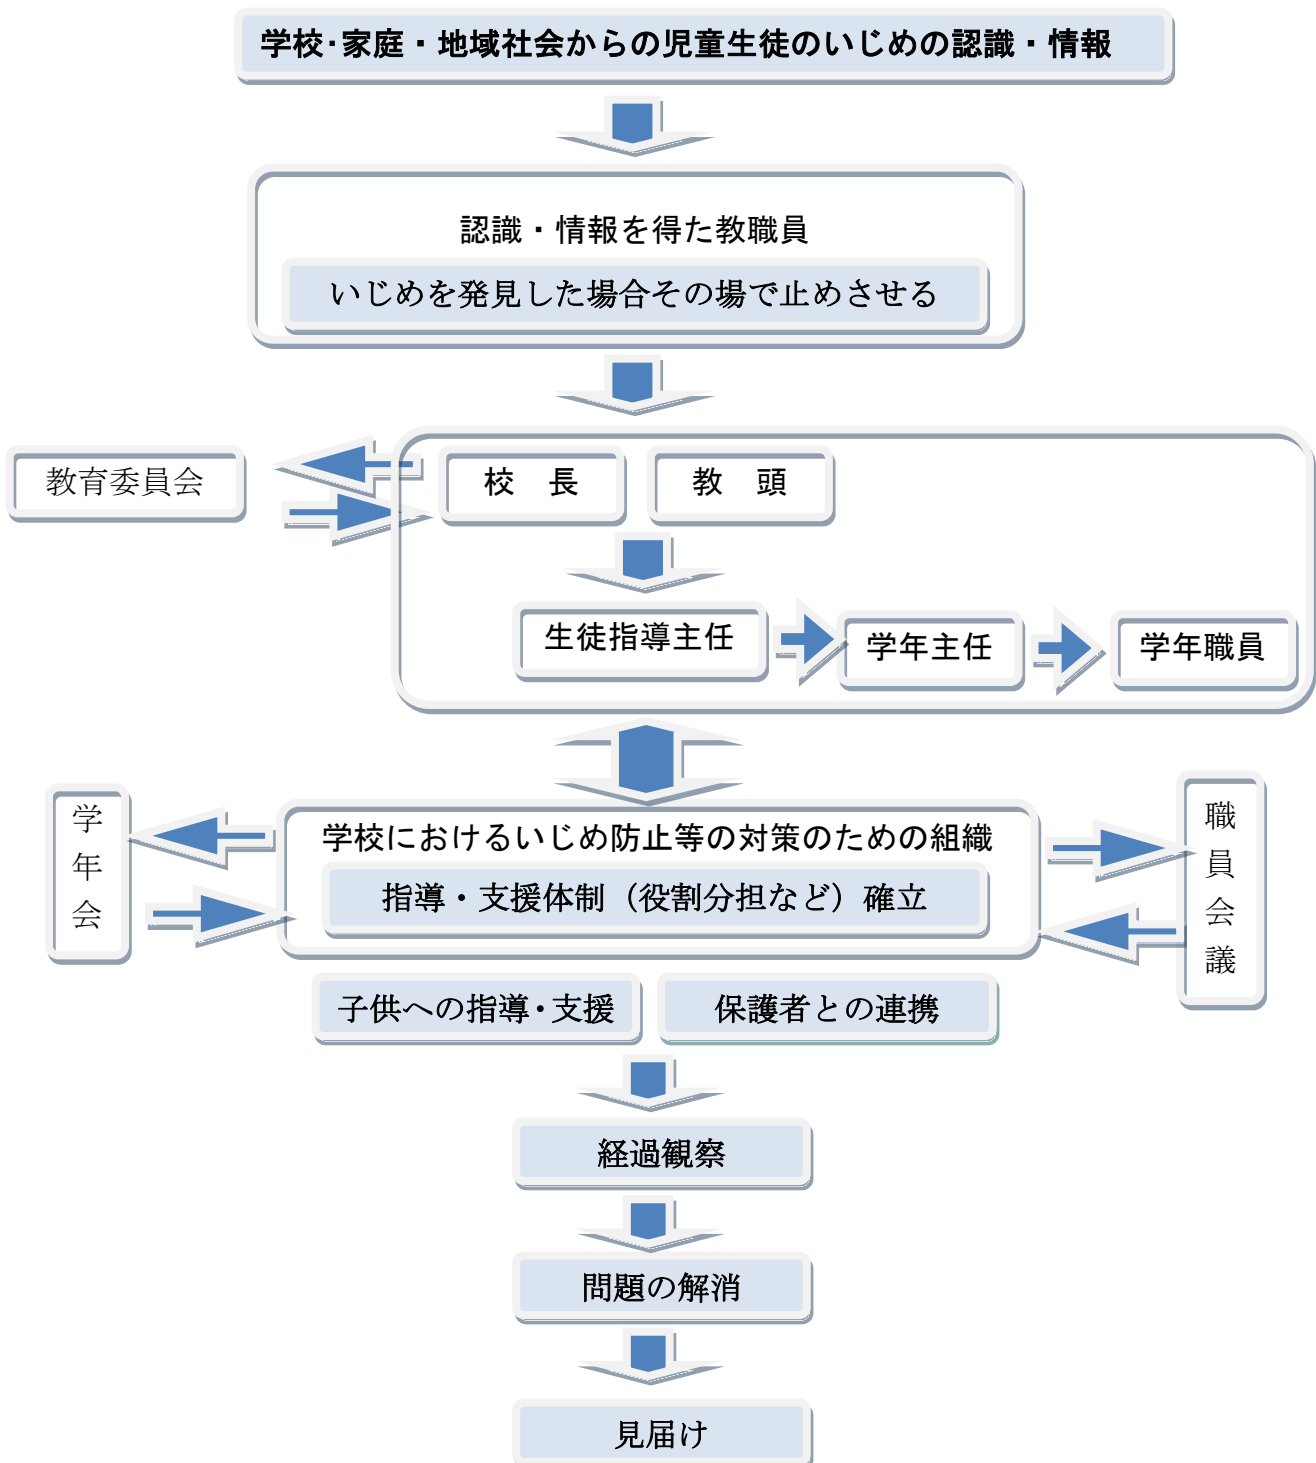 学校・家庭・地域社会からの児童生徒のいじめの認識・情報
認識・情報を得た教職員
いじめを発見した場合その場で止めさせる
教育委員会
校　長
教　頭
生徒指導主任
学年主任
学年職員
学年会
学校におけるいじめ防止等の対策のための組織
指導・支援体制（役割分担など）確立
職員会議
子供への指導・支援
保護者との連携
経過観察
問題の解消
見届け